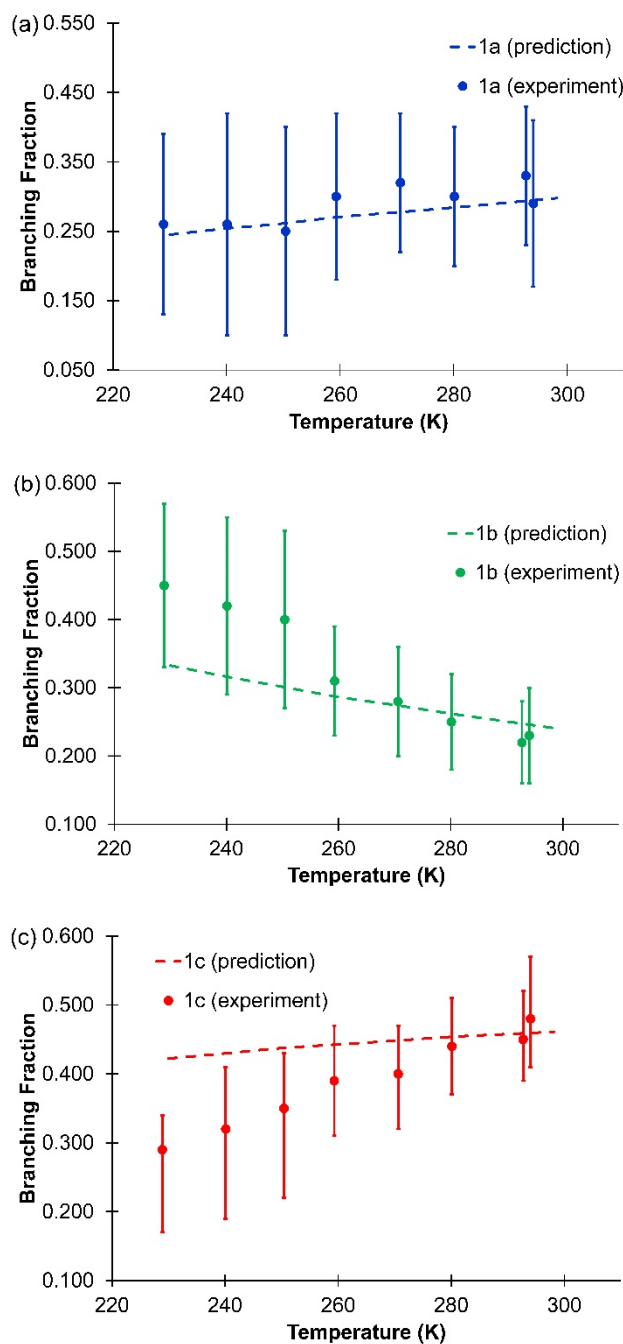 (a)
0.550
0.450
0.350
0.250
0.150
0.050
Branching Fraction
1a (prediction)
1a (experiment)
220
240
260
280
300
Temperature (K)
(b)
0.600
0.500
0.400
0.300
0.200
0.100
Branching Fraction
1b (prediction)
1b (experiment)
220
240
260
280
300
Temperature (K)
(c)
0.600
0.500
0.400
0.300
0.200
0.100
Branching Fraction
1c (prediction)
1c (experiment)
220
240
260
280
300
Temperature (K)